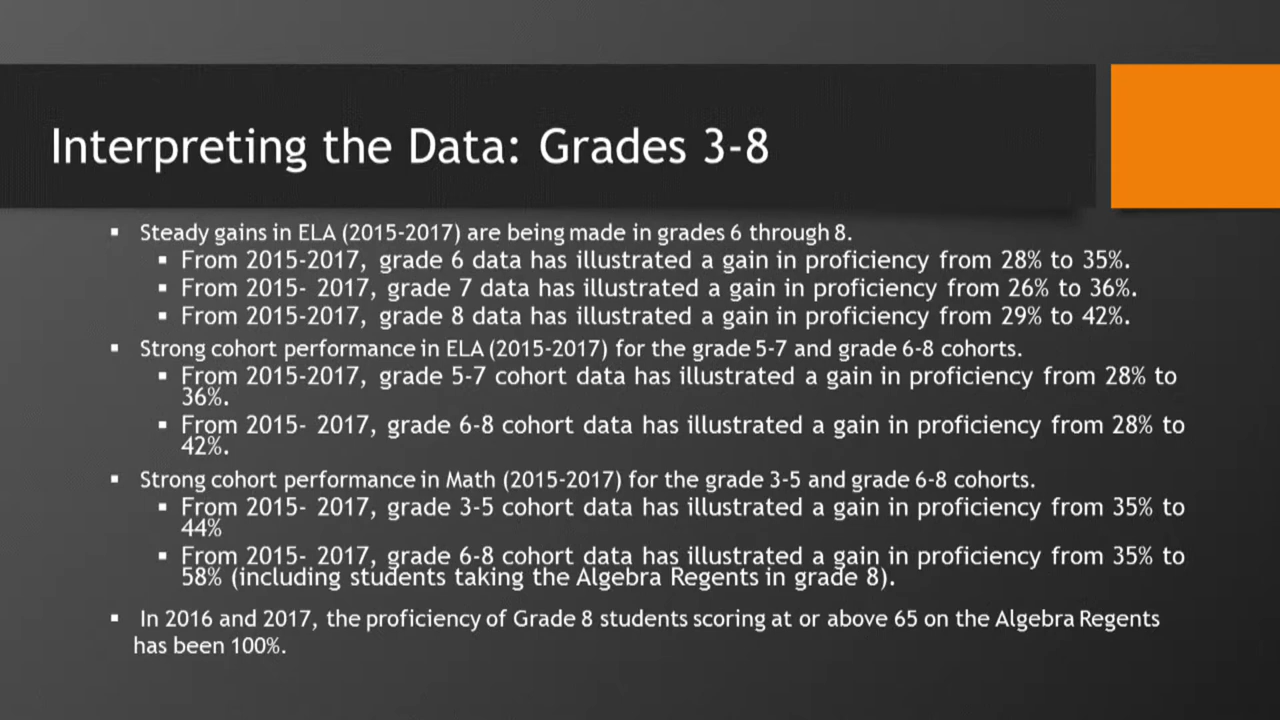 Interpreting the Data: Grades 3-8
▪ Steady gains in ELA (2015-2017) are being made in grades 6 through 8.
▪ From 2015-2017, grade 6 data has illustrated a gain in proficiency from 28% to 35%.
▪ From 2015- 2017, grade 7 data has illustrated a gain in proficiency from 26% to 36%.
▪ From 2015-2017, grade 8 data has illustrated a gain in proficiency from 29% to 42%.
▪ Strong cohort performance in ELA (2015-2017) for the grade 5-7 and grade 6-8 cohorts.
▪ From 2015-2017, grade 5-7 cohort data has illustrated a gain in proficiency from 28% to
36%.
▪ From 2015- 2017, grade 6-8 cohort data has illustrated a gain in proficiency from 28% to
42%.
▪ Strong cohort performance in Math (2015-2017) for the grade 3-5 and grade 6-8 cohorts.
▪ From 2015- 2017, grade 3-5 cohort data has illustrated a gain in proficiency from 35% to
44%
▪ From 2015- 2017, grade 6-8 cohort data has illustrated a gain in proficiency from 35% to
58% (including students taking the Algebra Regents in grade 8).
▪ In 2016 and 2017, the proficiency of Grade 8 students scoring at or above 65 on the Algebra Regents
has been 100%.